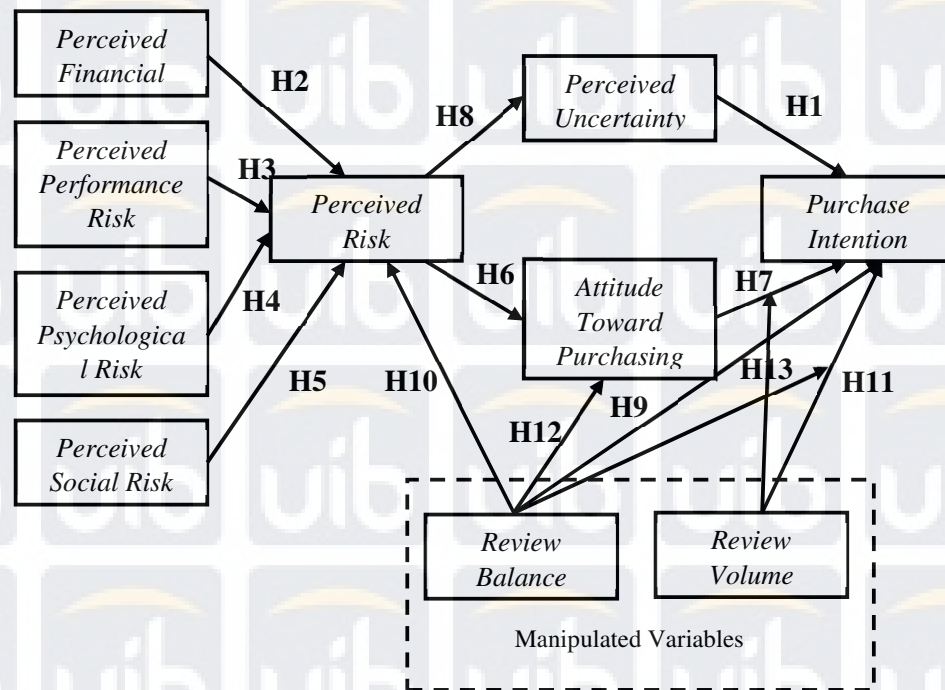 Perceived
Financial
H2
Perceived
Performance
Risk
H3
Perceived
Psychologica
l Risk
H4
Perceived
Social Risk
H5
Perceived
Risk
H8
Perceived
Uncertainty
H1
Purchase
Intention
H6
Attitude
Toward
Purchasing
H7
H10
H12
H9
H13
H11
Review
Balance
Review
Volume
Manipulated Variables
uib